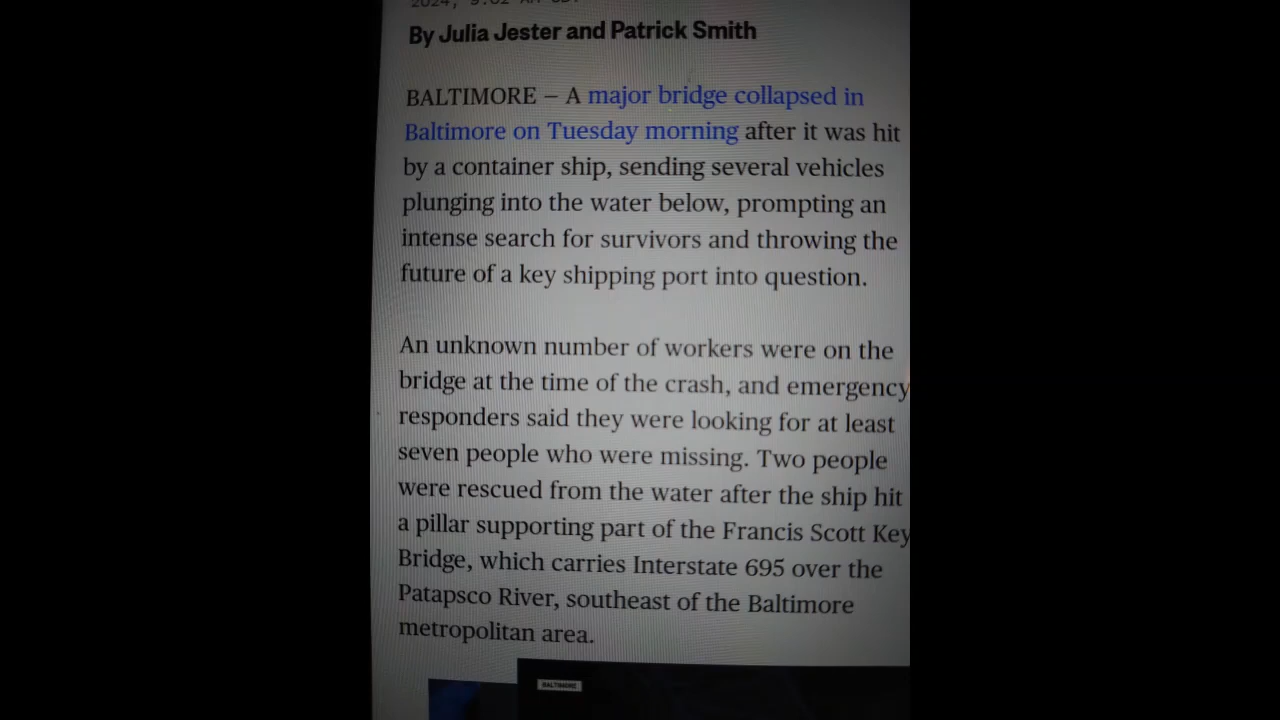 By Julia Jester and Patrick Smith
BALTIMORE — A major bridge collapsed in
Baltimore on Tuesday morning after it was hit
by a container ship, sending several vehicles
plunging into the water below, prompting an
intense search for survivors and throwing the
future of a key shipping port into question.
An unknown number of workers were on the
bridge at the time of the crash, and emergency
responders said they were looking for at least
seven people who were missing. Two people
were rescued from the water after the ship hit
a pillar supporting part of the Francis Scott Key
Bridge, which carries Interstate 695 over the
Patapsco River, southeast of the Baltimore
metropolitan area.
BALTIMORE